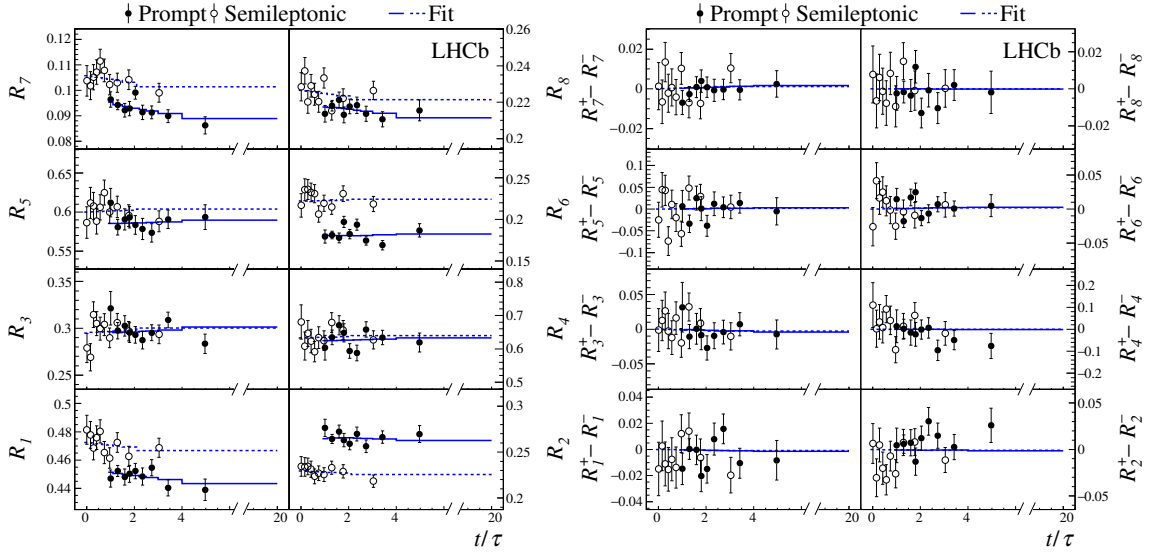 Prompt Semileptonic Fit Prompt Semileptonic Fit
LHCb LHCb
R7 0.12 0.11 0.1 0.09 0.08
R8 0.26 0.24 0.22 0.2
R5 0.65 0.6 0.55
R6 0.25 0.2 0.15
R3 0.35 0.3 0.25
R4 0.8 0.7 0.6 0.5
R1 0.5 0.48 0.46 0.44
R2 0.3 0.25 0.2
0 2 4 20 0 2 4 20
t/τ
R7+ − R7− 0.02 0 −0.02
R8+ − R8− 0.02 0 −0.02
R5+ − R5− 0.1 0.05 0 −0.05 −0.1
R6+ − R6 0.05 0 −0.05
R3+ − R3− 0.05 0 −0.05
R4+ − R4− 0.2 0.1 0 −0.1 −0.2
R1+ − R1− 0.04 0.02 0 −0.02 −0.04
R2+ − R2− 0.05 0 −0.05
0 2 4 20 0 2 4 20
t/τ